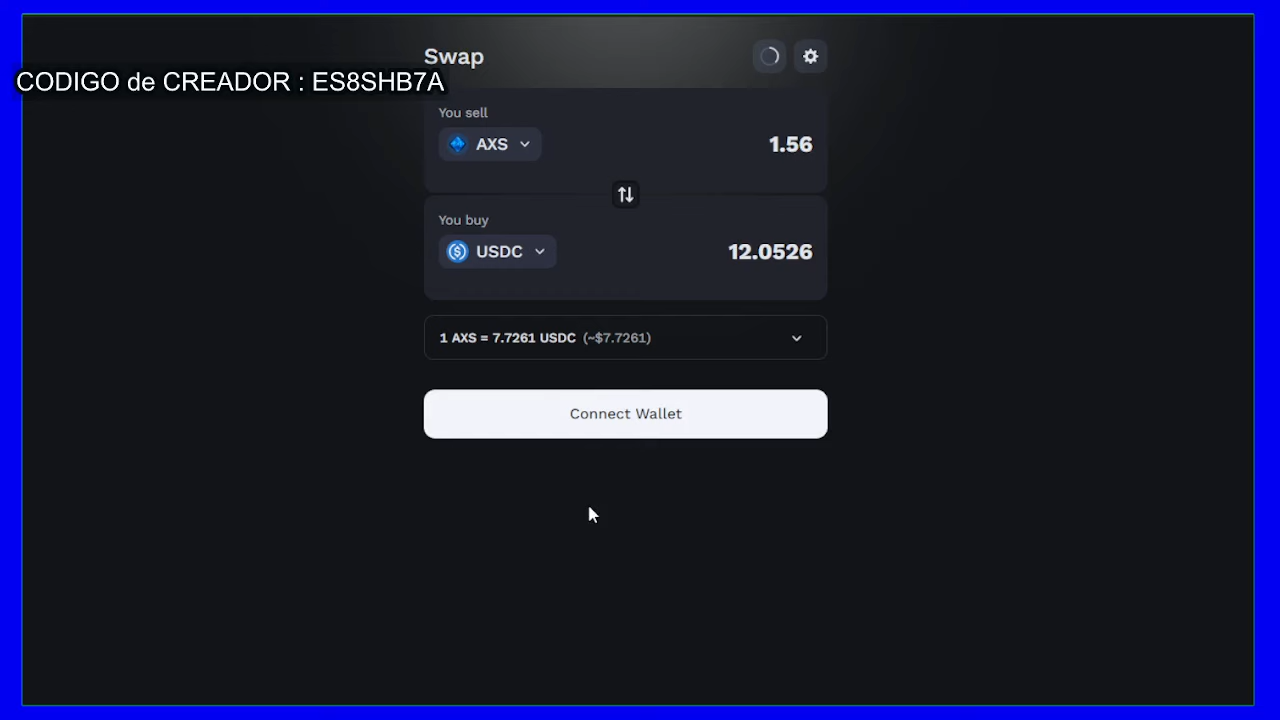 Swap
CODIGO de CREADOR : ES8SHB7A
You sell
AXS
1.56
You buy
USDC
12.0526
1 AXS = 7.7261 USDC (~$7.7261)
Connect Wallet